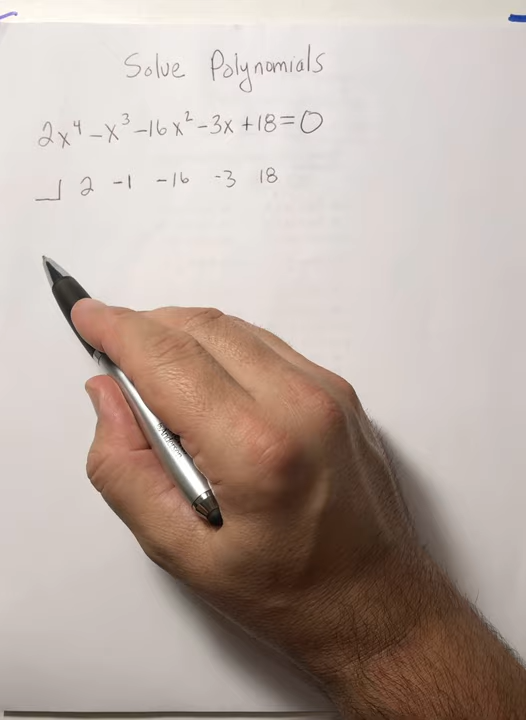 Solve Polynomials
2x⁴ - x³ - 16x² - 3x + 18 = 0
2 -1 -16 -3 18